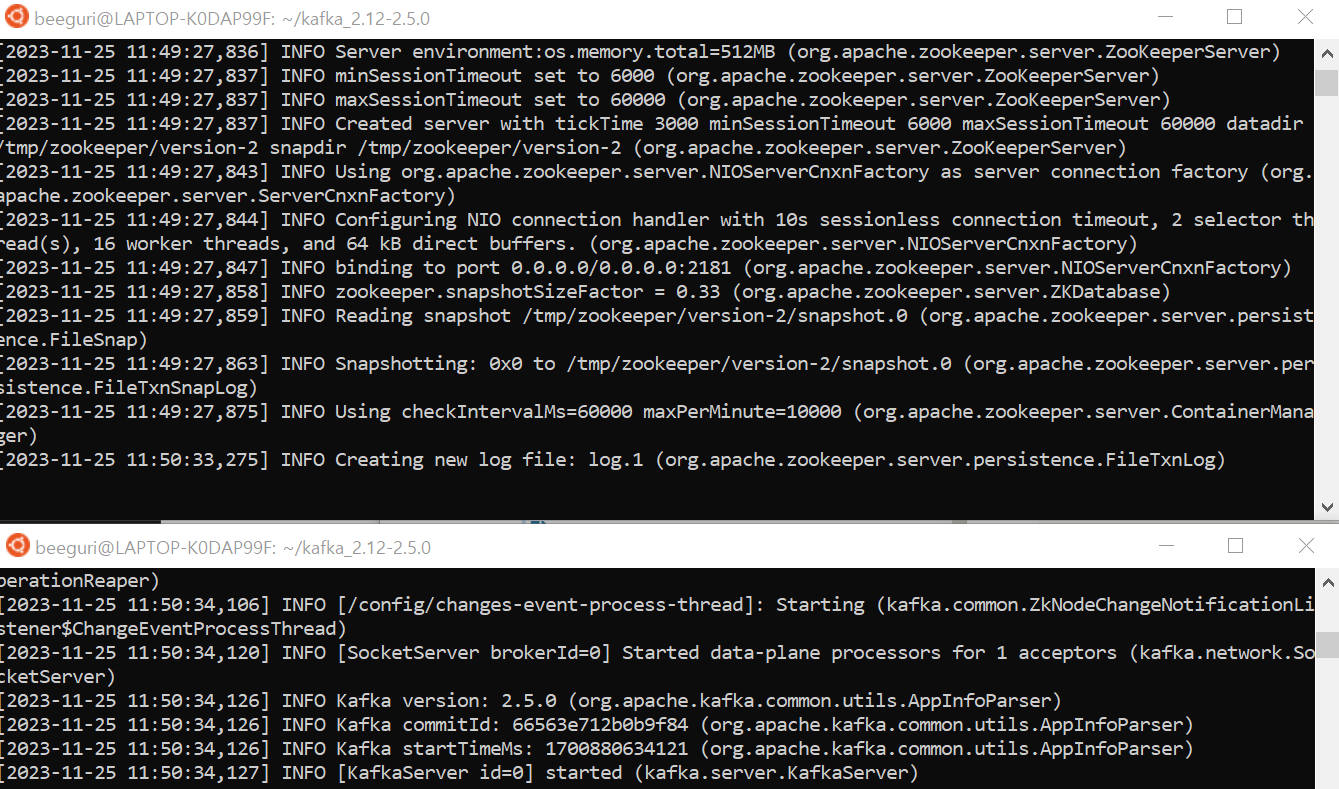 beeguri@LAPTOP-K0DAP99F: ~/kafka_2.12-2.5.0
[2023-11-25 11:49:27,836] INFO Server environment:os.memory.total=512MB (org.apache.zookeeper.server.ZooKeeperServer)
[2023-11-25 11:49:27,837] INFO minSessionTimeout set to 6000 (org.apache.zookeeper.server.ZooKeeperServer)
[2023-11-25 11:49:27,837] INFO maxSessionTimeout set to 60000 (org.apache.zookeeper.server.ZooKeeperServer)
[2023-11-25 11:49:27,837] INFO Created server with tickTime 3000 minSessionTimeout 6000 maxSessionTimeout 60000 datadir
/tmp/zookeeper/version-2 snapdir /tmp/zookeeper/version-2 (org.apache.zookeeper.server.ZooKeeperServer)
[2023-11-25 11:49:27,843] INFO Using org.apache.zookeeper.server.NIOServerCnxnFactory as server connection factory (org.
apache.zookeeper.server.ServerCnxnFactory)
[2023-11-25 11:49:27,844] INFO Configuring NIO connection handler with 10s sessionless connection timeout, 2 selector th
read(s), 16 worker threads, and 64 kB direct buffers. (org.apache.zookeeper.server.NIOServerCnxnFactory)
[2023-11-25 11:49:27,847] INFO binding to port 0.0.0.0/0.0.0.0:2181 (org.apache.zookeeper.server.NIOServerCnxnFactory)
[2023-11-25 11:49:27,858] INFO zookeeper.snapshotSizeFactor = 0.33 (org.apache.zookeeper.server.ZKDatabase)
[2023-11-25 11:49:27,859] INFO Reading snapshot /tmp/zookeeper/version-2/snapshot.0 (org.apache.zookeeper.server.persist
ence.FileSnap)
[2023-11-25 11:49:27,863] INFO Snapshotting: 0x0 to /tmp/zookeeper/version-2/snapshot.0 (org.apache.zookeeper.server.per
sistence.FileTxnSnapLog)
[2023-11-25 11:49:27,875] INFO Using checkIntervalMs=60000 maxPerMinute=10000 (org.apache.zookeeper.server.ContainerMana
ger)
[2023-11-25 11:50:33,275] INFO Creating new log file: log.1 (org.apache.zookeeper.server.persistence.FileTxnLog)
beeguri@LAPTOP-K0DAP99F: ~/kafka_2.12-2.5.0
perationReaper)
[2023-11-25 11:50:34,106] INFO [/config/changes-event-process-thread]: Starting (kafka.common.ZkNodeChangeNotificationLi
stener$ChangeEventProcessThread)
[2023-11-25 11:50:34,120] INFO [SocketServer brokerId=0] Started data-plane processors for 1 acceptors (kafka.network.So
cketServer)
[2023-11-25 11:50:34,126] INFO Kafka version: 2.5.0 (org.apache.kafka.common.utils.AppInfoParser)
[2023-11-25 11:50:34,126] INFO Kafka commitId: 66563e712b0b9f84 (org.apache.kafka.common.utils.AppInfoParser)
[2023-11-25 11:50:34,126] INFO Kafka startTimeMs: 1700880634121 (org.apache.kafka.common.utils.AppInfoParser)
[2023-11-25 11:50:34,127] INFO [KafkaServer id=0] started (kafka.server.KafkaServer)